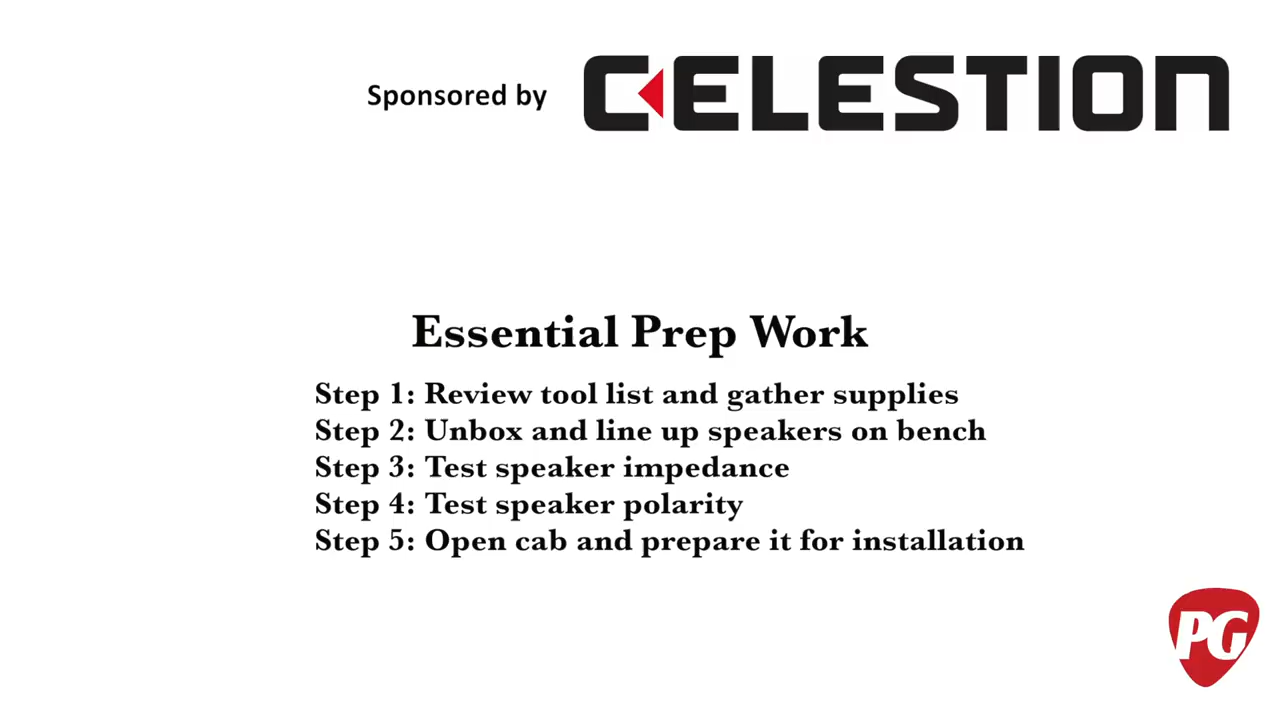 Sponsored by CELESTION
Essential Prep Work
Step 1: Review tool list and gather supplies
Step 2: Unbox and line up speakers on bench
Step 3: Test speaker impedance
Step 4: Test speaker polarity
Step 5: Open cab and prepare it for installation
PG